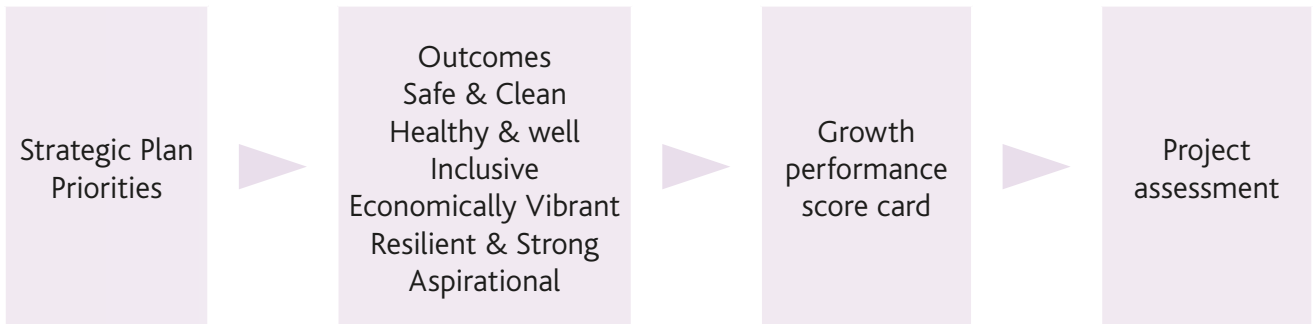 Strategic Plan
Priorities
Outcomes
Safe & Clean
Healthy & well
Inclusive
Economically Vibrant
Resilient & Strong
Aspirational
Growth
performance
score card
Project
assessment